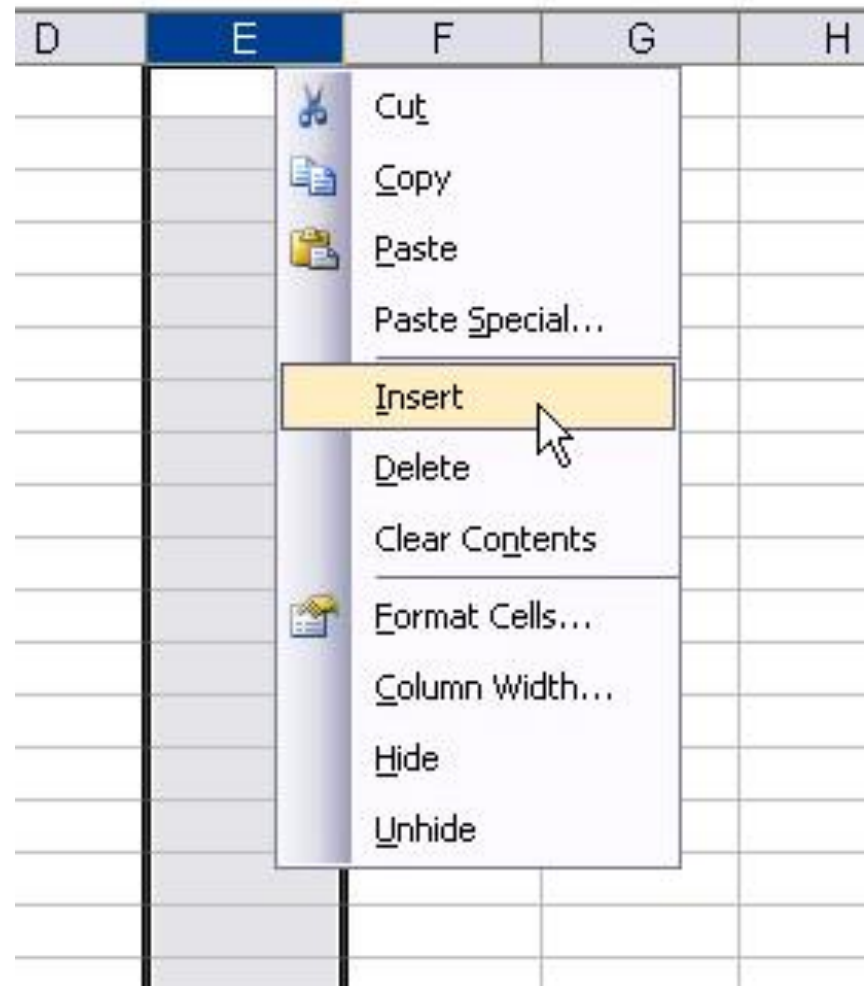 D E F G H
Cut
Copy
Paste
Paste Special...
Insert
Delete
Clear Contents
Format Cells...
Column Width...
Hide
Unhide